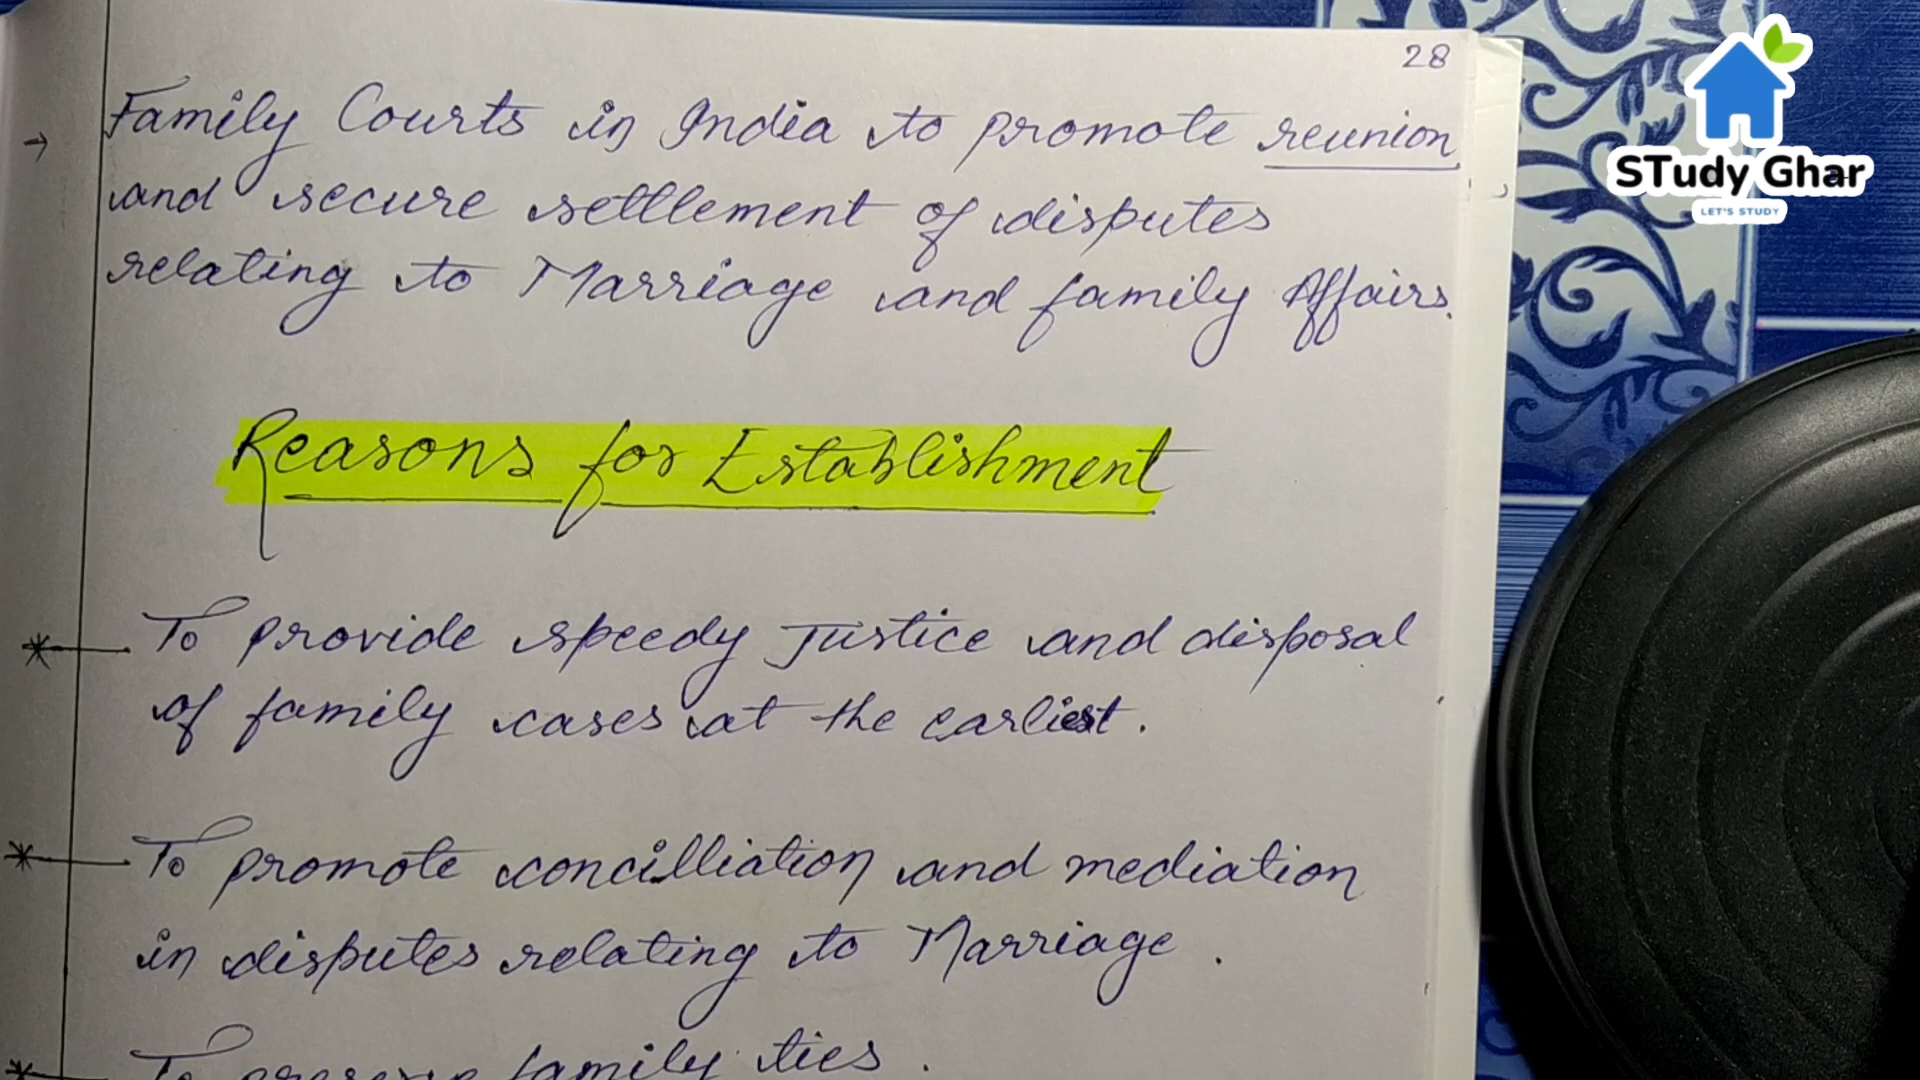 28
→ Family Courts in India to promote reunion
and secure settlement of disputes
relating to Marriage and family Affairs.
Reasons for Establishment
* To provide speedy Justice and disposal
of family cases at the earliest.
* To promote concilliation and mediation
in disputes relating to Marriage.
* To preserve family ties.
STudy Ghar
LET'S STUDY